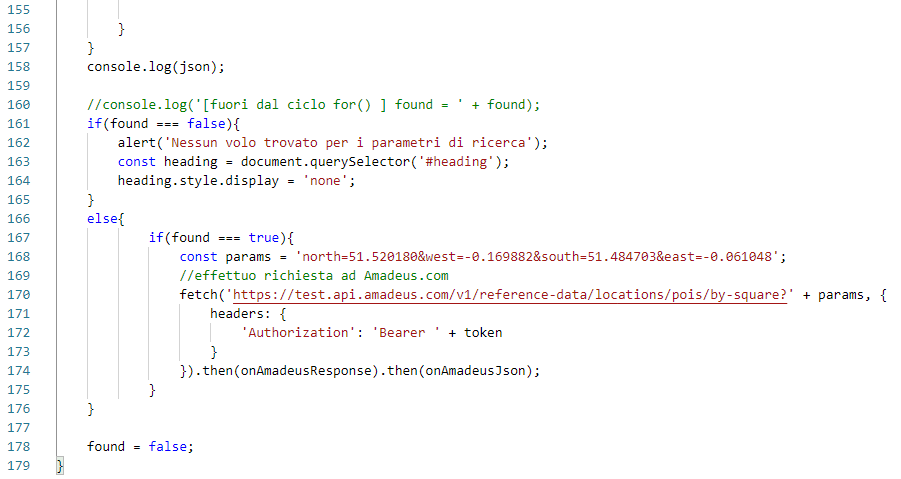 155
156 }
157 }
158 console.log(json);
159
160 //console.log('[fuori dal ciclo for() ] found = ' + found);
161 if(found === false){
162 alert('Nessun volo trovato per i parametri di ricerca');
163 const heading = document.querySelector('#heading');
164 heading.style.display = 'none';
165 }
166 else{
167 if(found === true){
168 const params = 'north=51.520180&west=-0.169882&south=51.484703&east=-0.061048';
169 //effettuo richiesta ad Amadeus.com
170 fetch('https://test.api.amadeus.com/v1/reference-data/locations/pois/by-square?' + params, {
171 headers: {
172 'Authorization': 'Bearer ' + token
173 }
174 }).then(onAmadeusResponse).then(onAmadeusJson);
175 }
176 }
177
178 found = false;
179 }